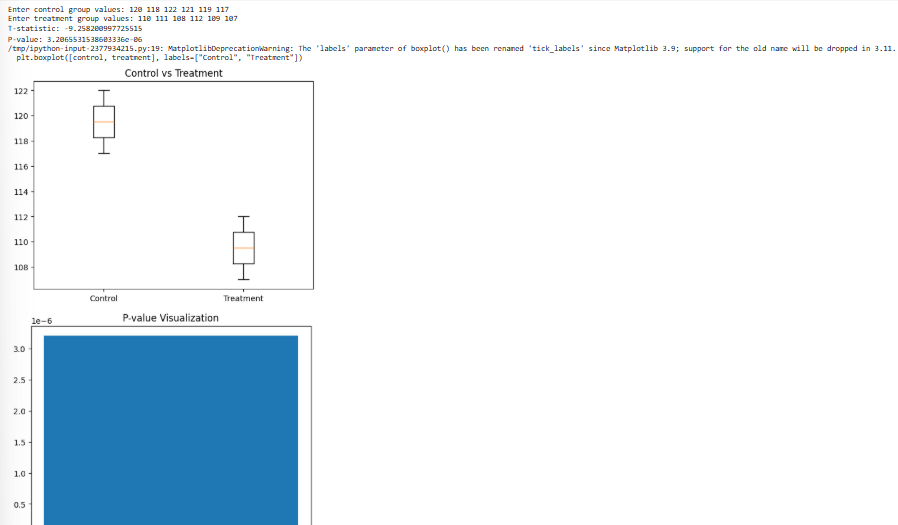 Enter control group values: 120 118 122 121 119 117
Enter treatment group values: 110 111 108 112 109 107
T-statistic: -9.258200997725515
P-value: 3.2065531538603336e-06
/tmp/ipython-input-2377934215.py:19: MatplotlibDeprecationWarning: The 'labels' parameter of boxplot() has been renamed 'tick_labels' since Matplotlib 3.9; support for the old name will be dropped in 3.11.
plt.boxplot([control, treatment], labels=["Control", "Treatment"])
Control vs Treatment
122
120
118
116
114
112
110
108
Control Treatment
1e-6 P-value Visualization
3.0
2.5
2.0
1.5
1.0
0.5